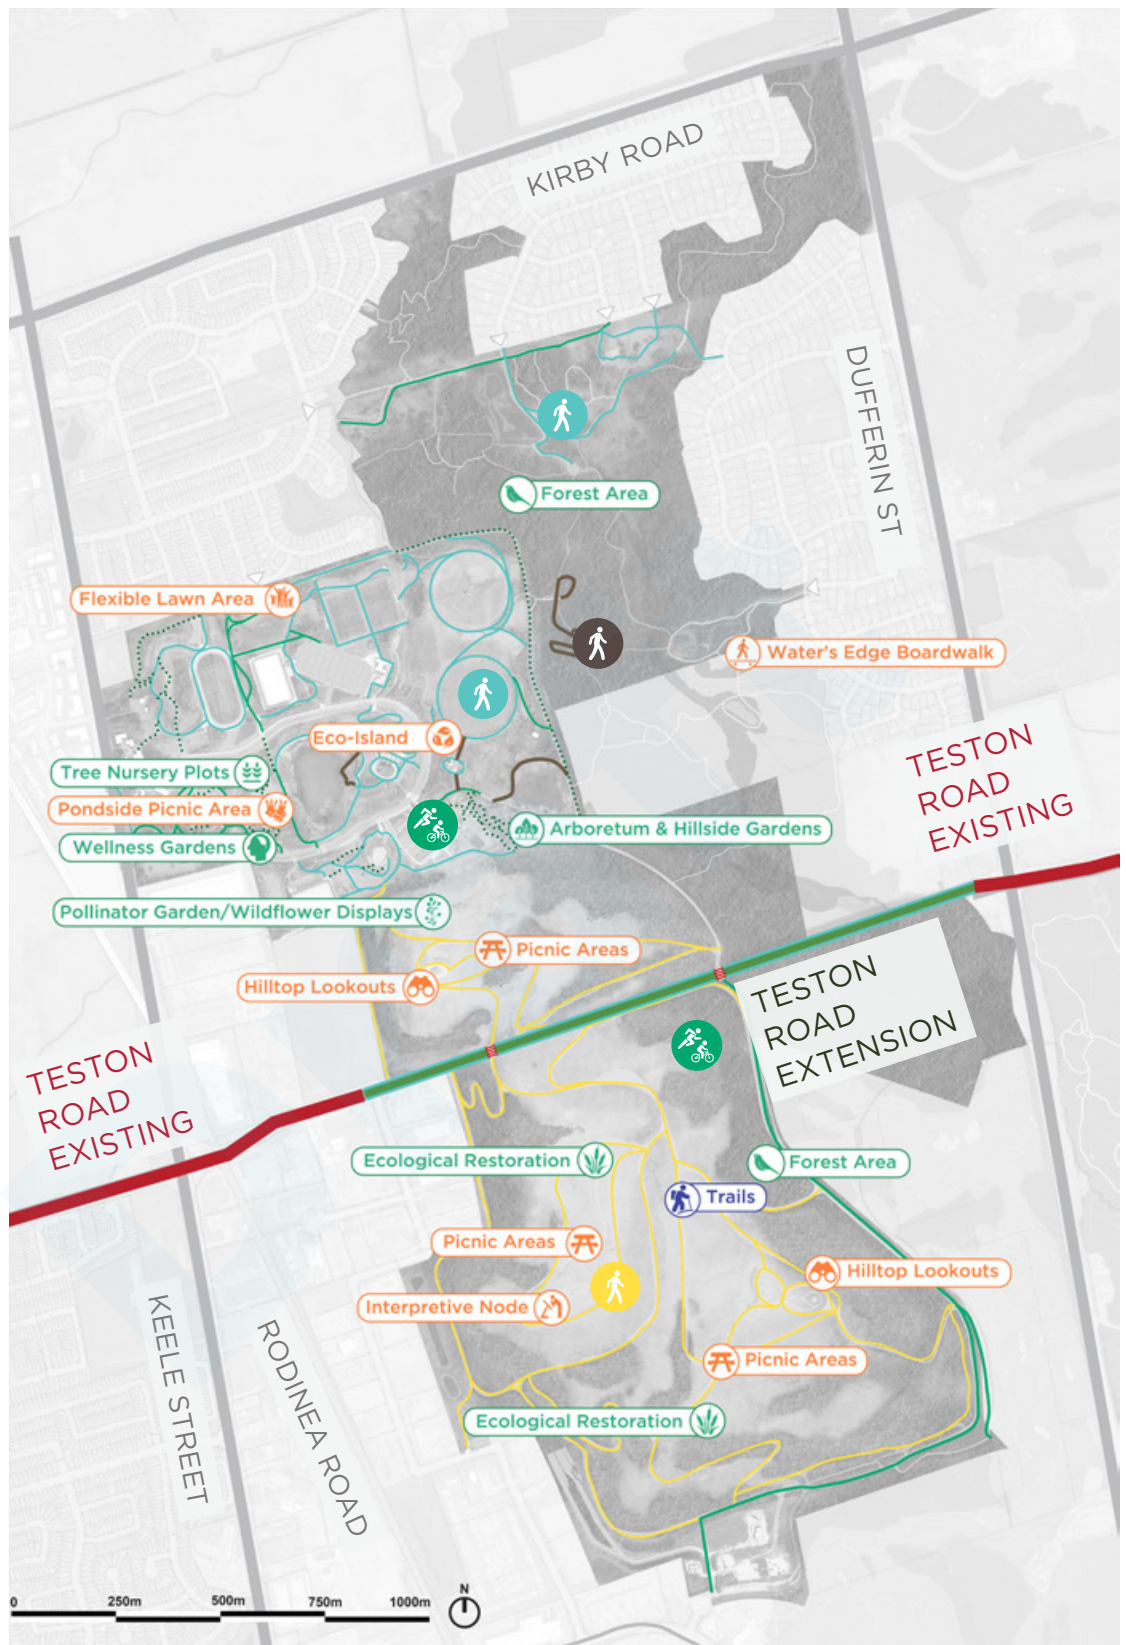 KIRBY ROAD
DUFFERIN ST
Forest Area
Flexible Lawn Area
Water's Edge Boardwalk
Eco-Island
TESTON
ROAD
EXISTING
Tree Nursery Plots
Pondside Picnic Area
Wellness Gardens
Arboretum & Hillside Gardens
Pollinator Garden/Wildflower Displays
Picnic Areas
Hilltop Lookouts
TESTON
ROAD
EXTENSION
TESTON
ROAD
EXISTING
Ecological Restoration
Forest Area
Trails
Picnic Areas
Hilltop Lookouts
Interpretive Node
Picnic Areas
Ecological Restoration
KEELE STREET
RODINEA ROAD
0 250m 500m 750m 1000m
N